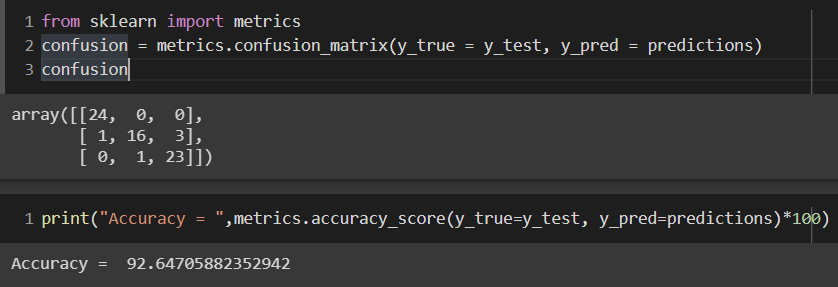 1 from sklearn import metrics
2 confusion = metrics.confusion_matrix(y_true = y_test, y_pred = predictions)
3 confusion
array([[24,  0,  0],
       [ 1, 16,  3],
       [ 0,  1, 23]])
1 print("Accuracy = ",metrics.accuracy_score(y_true=y_test, y_pred=predictions)*100)
Accuracy =  92.64705882352942